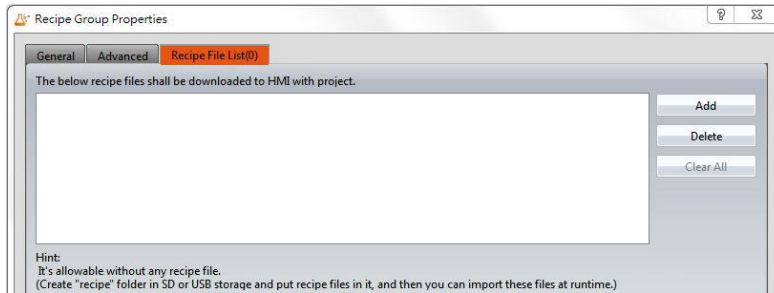 Recipe Group Properties
General
Advanced
Recipe File List(0)
The below recipe files shall be downloaded to HMI with project.
Add
Delete
Clear All
Hint:
It's allowable without any recipe file.
(Create "recipe" folder in SD or USB storage and put recipe files in it, and then you can import these files at runtime.)